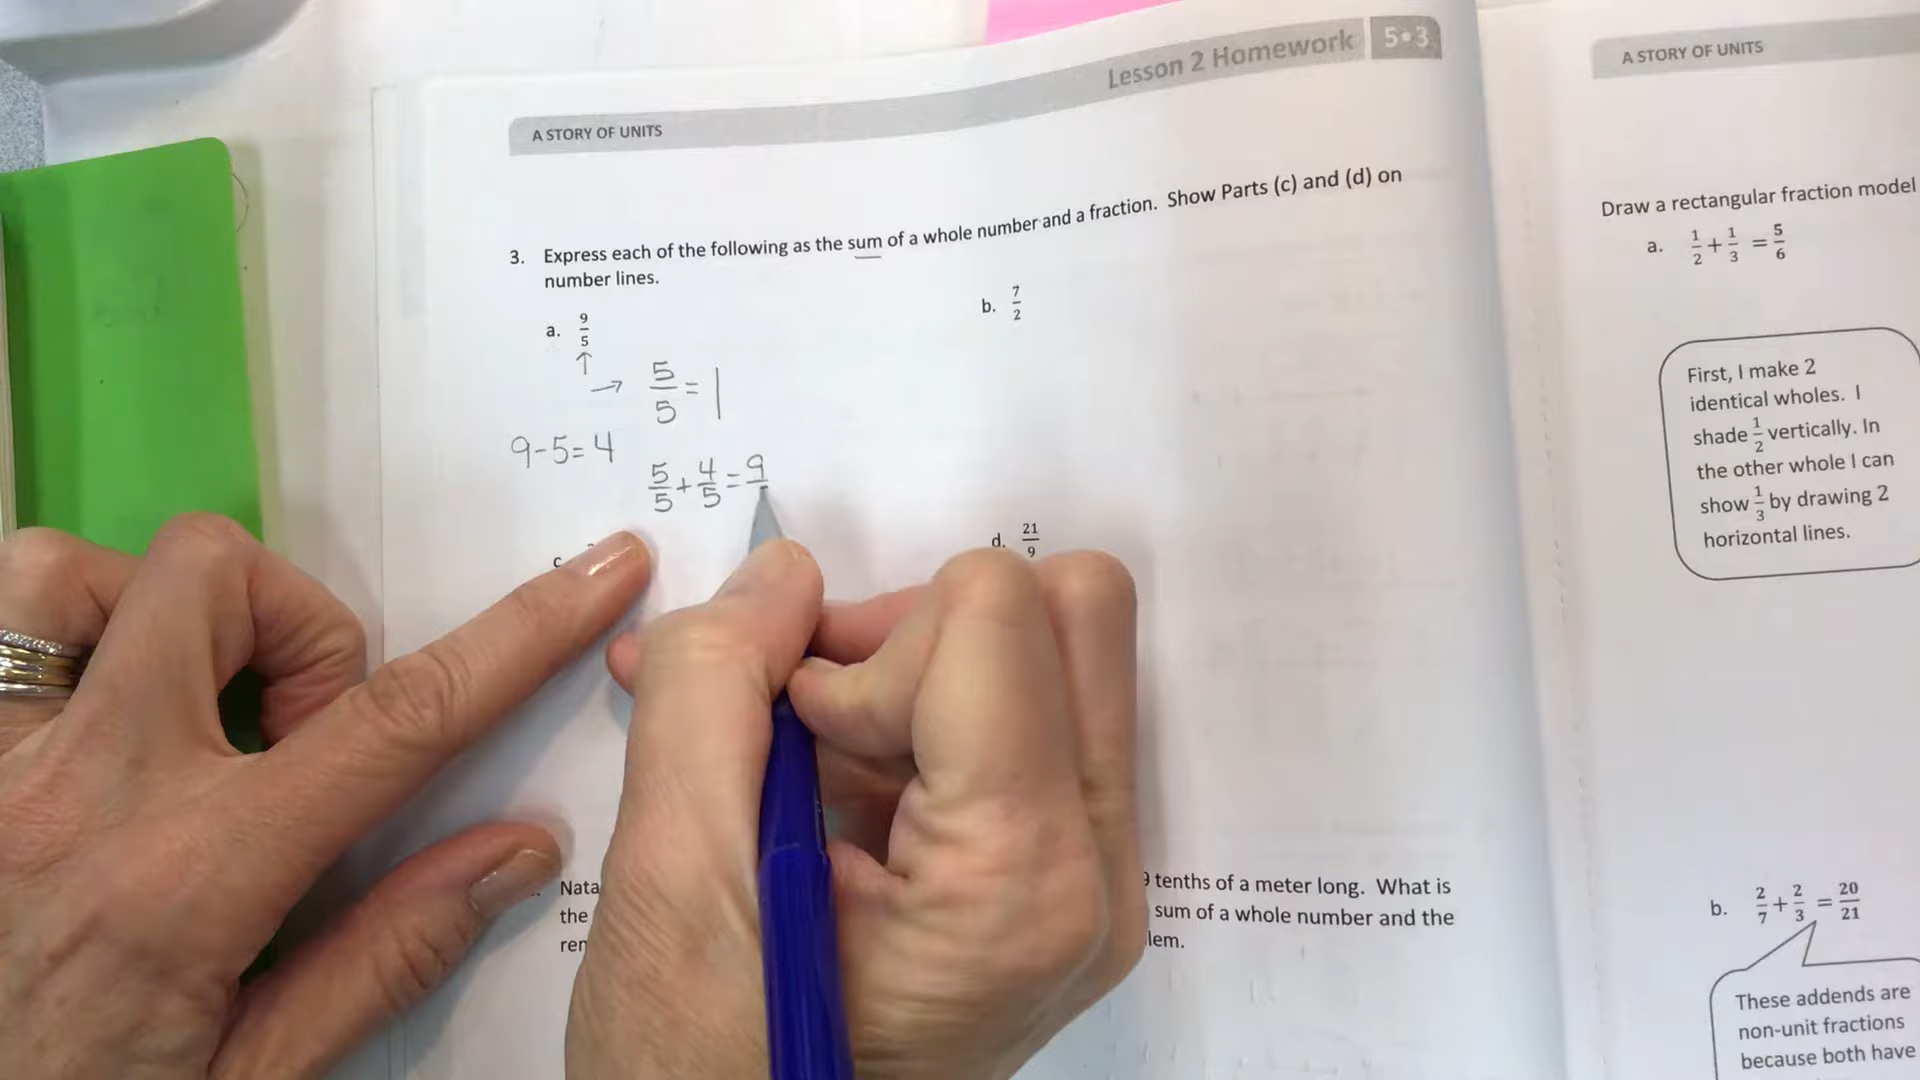 Lesson 2 Homework 5•3
A STORY OF UNITS
3. Express each of the following as the sum of a whole number and a fraction. Show Parts (c) and (d) on
number lines.
a. 9/5
b. 7/2
↑
→ 5/5 = 1
9-5=4
5/5 + 4/5 = 9
c
d. 21/9
Nata
9 tenths of a meter long. What is
the
sum of a whole number and the
ren
lem.
A STORY OF UNITS
Draw a rectangular fraction model
a. 1/2 + 1/3 = 5/6
First, I make 2
identical wholes. I
shade 1/2 vertically. In
the other whole I can
show 1/3 by drawing 2
horizontal lines.
b. 2/7 + 2/3 = 20/21
These addends are
non-unit fractions
because both have